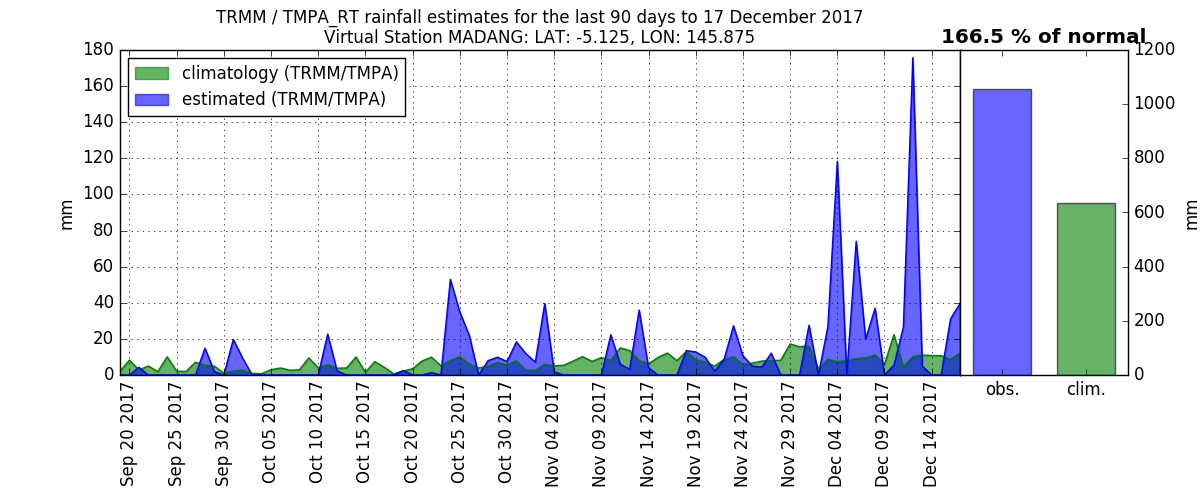 TRMM / TMPA_RT rainfall estimates for the last 90 days to 17 December 2017
Virtual Station MADANG: LAT: -5.125, LON: 145.875
166.5 % of normal
climatology (TRMM/TMPA)
estimated (TRMM/TMPA)
mm
180
160
140
120
100
80
60
40
20
0
Sep 20 2017
Sep 25 2017
Sep 30 2017
Oct 05 2017
Oct 10 2017
Oct 15 2017
Oct 20 2017
Oct 25 2017
Oct 30 2017
Nov 04 2017
Nov 09 2017
Nov 14 2017
Nov 19 2017
Nov 24 2017
Nov 29 2017
Dec 04 2017
Dec 09 2017
Dec 14 2017
obs.
clim.
1200
1000
800
600
400
200
0
mm